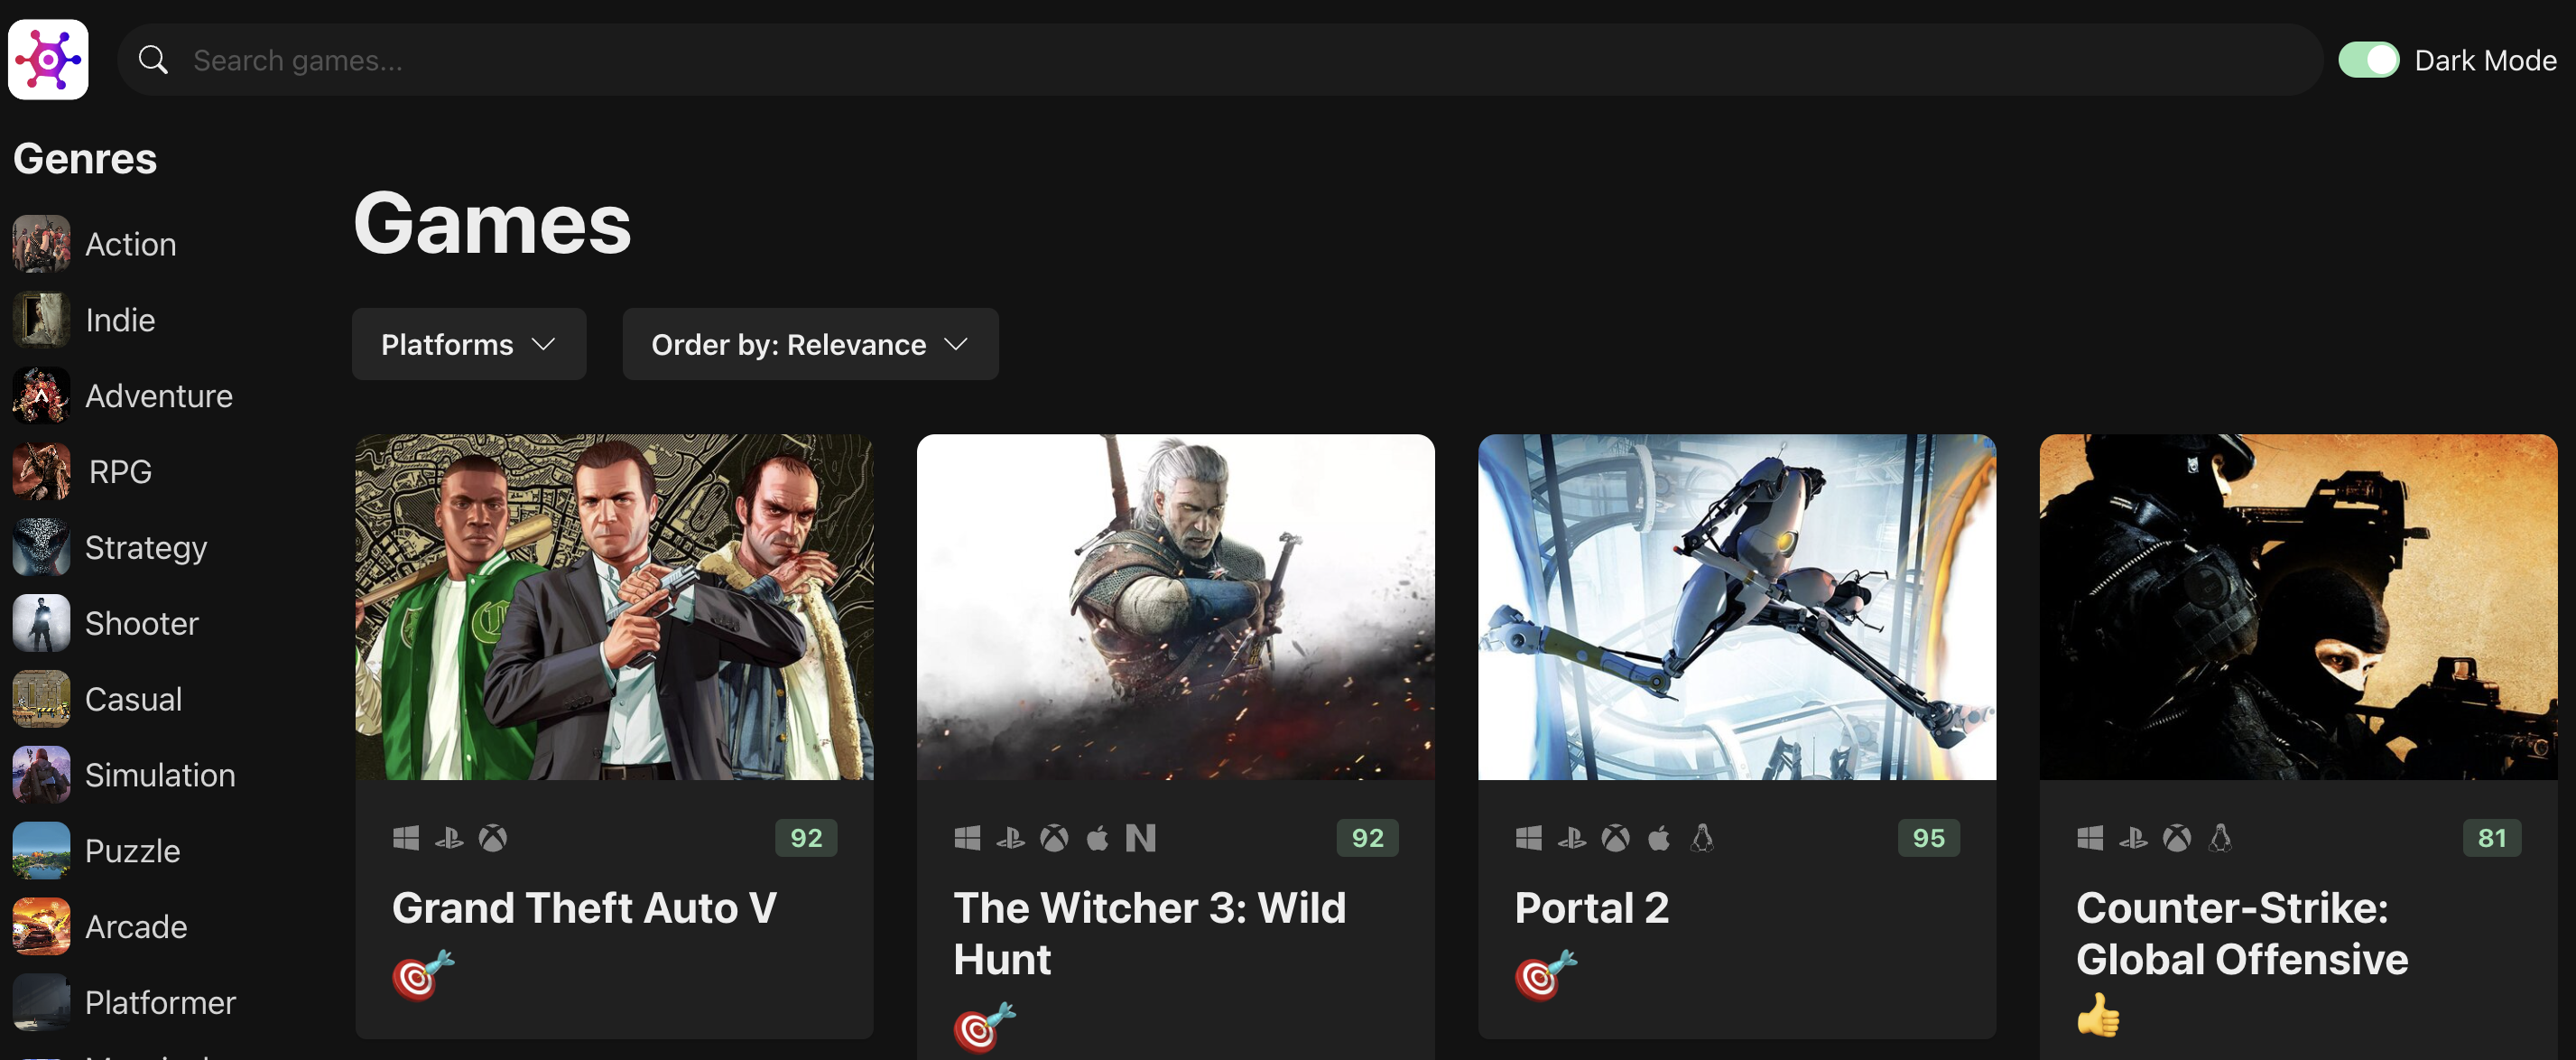 Search games...
Dark Mode
Genres
Action
Indie
Adventure
RPG
Strategy
Shooter
Casual
Simulation
Puzzle
Arcade
Platformer
Games
Platforms
Order by: Relevance
92
Grand Theft Auto V
92
The Witcher 3: Wild
Hunt
95
Portal 2
81
Counter-Strike:
Global Offensive